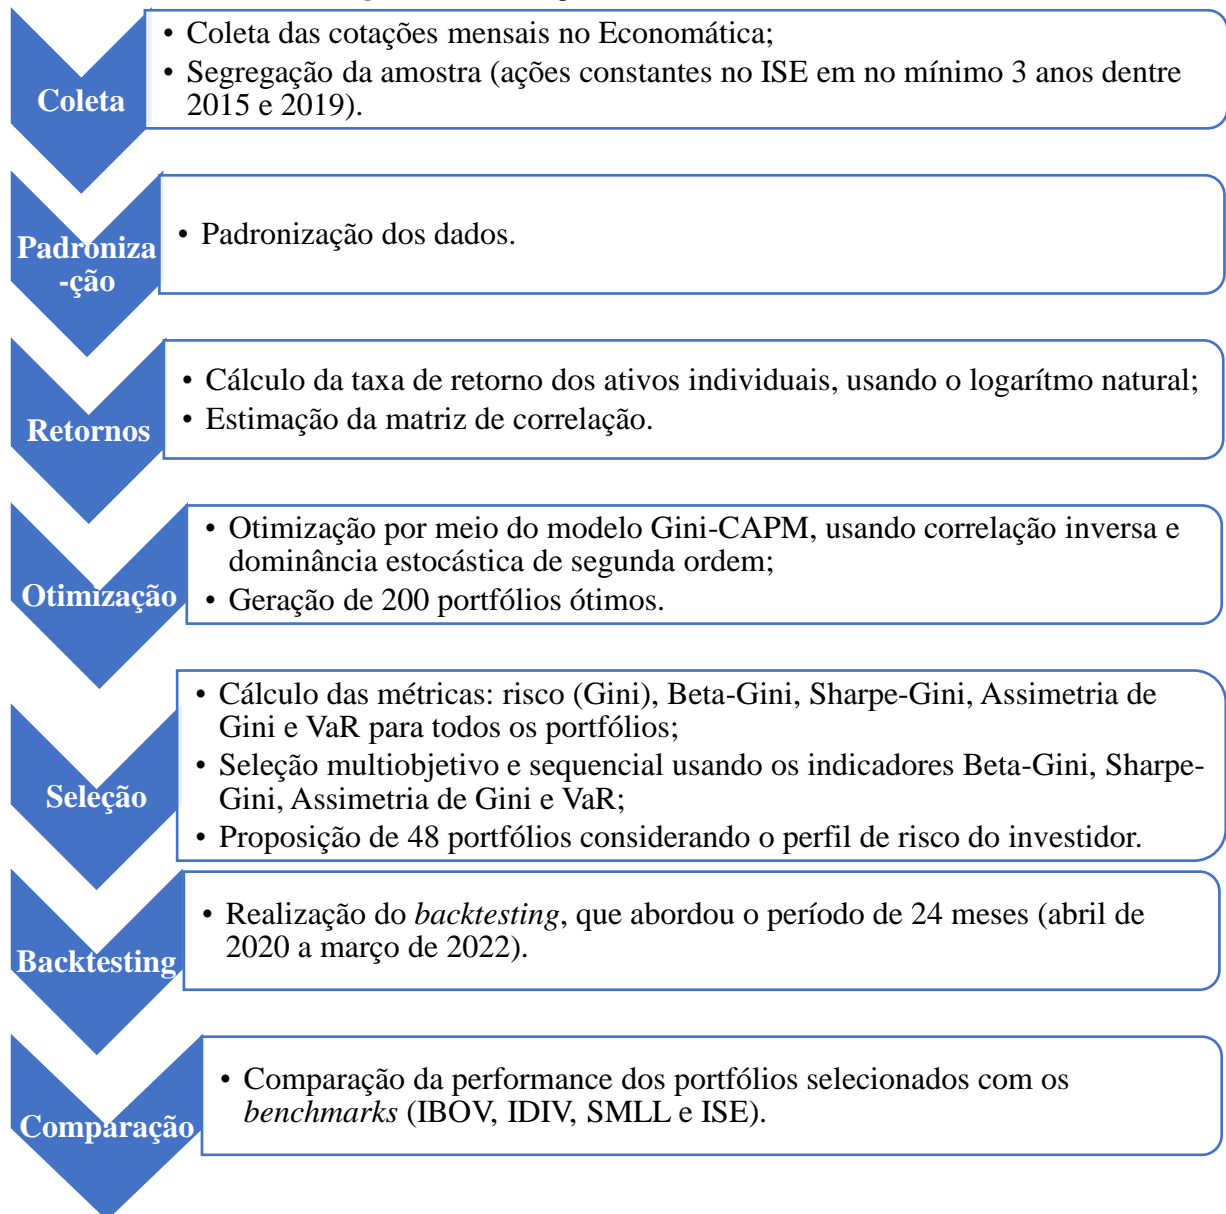 • Coleta das cotações mensais no Economática;
• Segregação da amostra (ações constantes no ISE em no mínimo 3 anos dentre
2015 e 2019).
Coleta
• Padronização dos dados.
Padroniza
-ção
• Cálculo da taxa de retorno dos ativos individuais, usando o logarítmo natural;
• Estimação da matriz de correlação.
Retornos
• Otimização por meio do modelo Gini-CAPM, usando correlação inversa e
dominância estocástica de segunda ordem;
• Geração de 200 portfólios ótimos.
Otimização
• Cálculo das métricas: risco (Gini), Beta-Gini, Sharpe-Gini, Assimetria de
Gini e VaR para todos os portfólios;
• Seleção multiobjetivo e sequencial usando os indicadores Beta-Gini, Sharpe-
Gini, Assimetria de Gini e VaR;
• Proposição de 48 portfólios considerando o perfil de risco do investidor.
Seleção
• Realização do backtesting, que abordou o período de 24 meses (abril de
2020 a março de 2022).
Backtesting
• Comparação da performance dos portfólios selecionados com os
benchmarks (IBOV, IDIV, SMLL e ISE).
Comparação